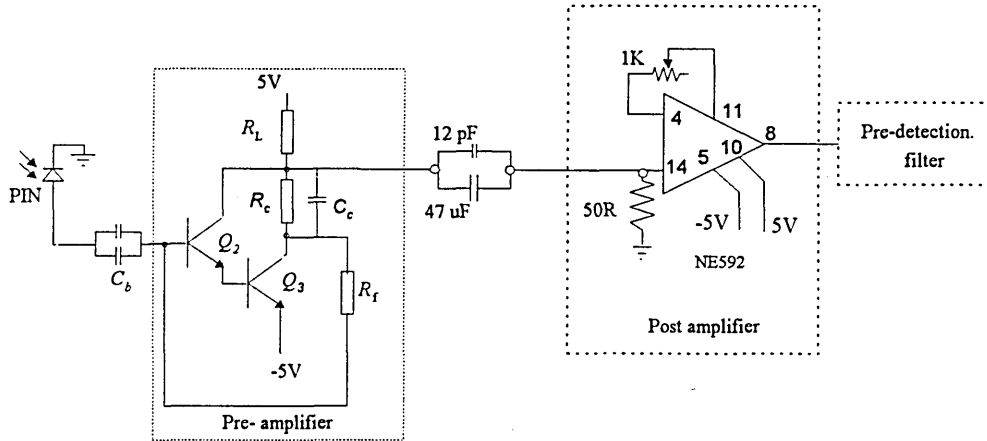 PIN
C_b
5V
R_L
R_c
C_c
Q_2
Q_3
R_f
-5V
Pre- amplifier
12 pF
47 uF
1K
4
11
8
14
5
10
50R
-5V
5V
NE592
Post amplifier
Pre-detection.
filter